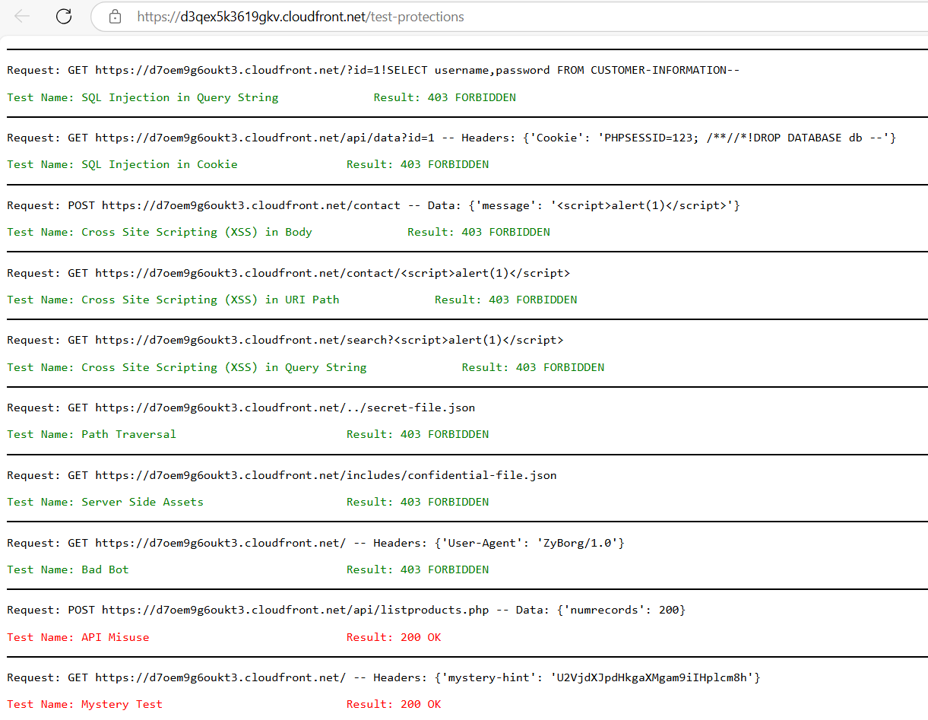 https://d3qex5k3619gkv.cloudfront.net/test-protections
Request: GET https://d7oem9g6oukt3.cloudfront.net/?id=1!SELECT username,password FROM CUSTOMER-INFORMATION--
Test Name: SQL Injection in Query String Result: 403 FORBIDDEN
Request: GET https://d7oem9g6oukt3.cloudfront.net/api/data?id=1 -- Headers: {'Cookie': 'PHPSESSID=123; /**//*!DROP DATABASE db --'}
Test Name: SQL Injection in Cookie Result: 403 FORBIDDEN
Request: POST https://d7oem9g6oukt3.cloudfront.net/contact -- Data: {'message': '<script>alert(1)</script>'}
Test Name: Cross Site Scripting (XSS) in Body Result: 403 FORBIDDEN
Request: GET https://d7oem9g6oukt3.cloudfront.net/contact/<script>alert(1)</script>
Test Name: Cross Site Scripting (XSS) in URI Path Result: 403 FORBIDDEN
Request: GET https://d7oem9g6oukt3.cloudfront.net/search?<script>alert(1)</script>
Test Name: Cross Site Scripting (XSS) in Query String Result: 403 FORBIDDEN
Request: GET https://d7oem9g6oukt3.cloudfront.net/../secret-file.json
Test Name: Path Traversal Result: 403 FORBIDDEN
Request: GET https://d7oem9g6oukt3.cloudfront.net/includes/confidential-file.json
Test Name: Server Side Assets Result: 403 FORBIDDEN
Request: GET https://d7oem9g6oukt3.cloudfront.net/ -- Headers: {'User-Agent': 'ZyBorg/1.0'}
Test Name: Bad Bot Result: 403 FORBIDDEN
Request: POST https://d7oem9g6oukt3.cloudfront.net/api/listproducts.php -- Data: {'numrecords': 200}
Test Name: API Misuse Result: 200 OK
Request: GET https://d7oem9g6oukt3.cloudfront.net/ -- Headers: {'mystery-hint': 'U2VjdXJpdHkgaXMgam9iIHplcm8h'}
Test Name: Mystery Test Result: 200 OK